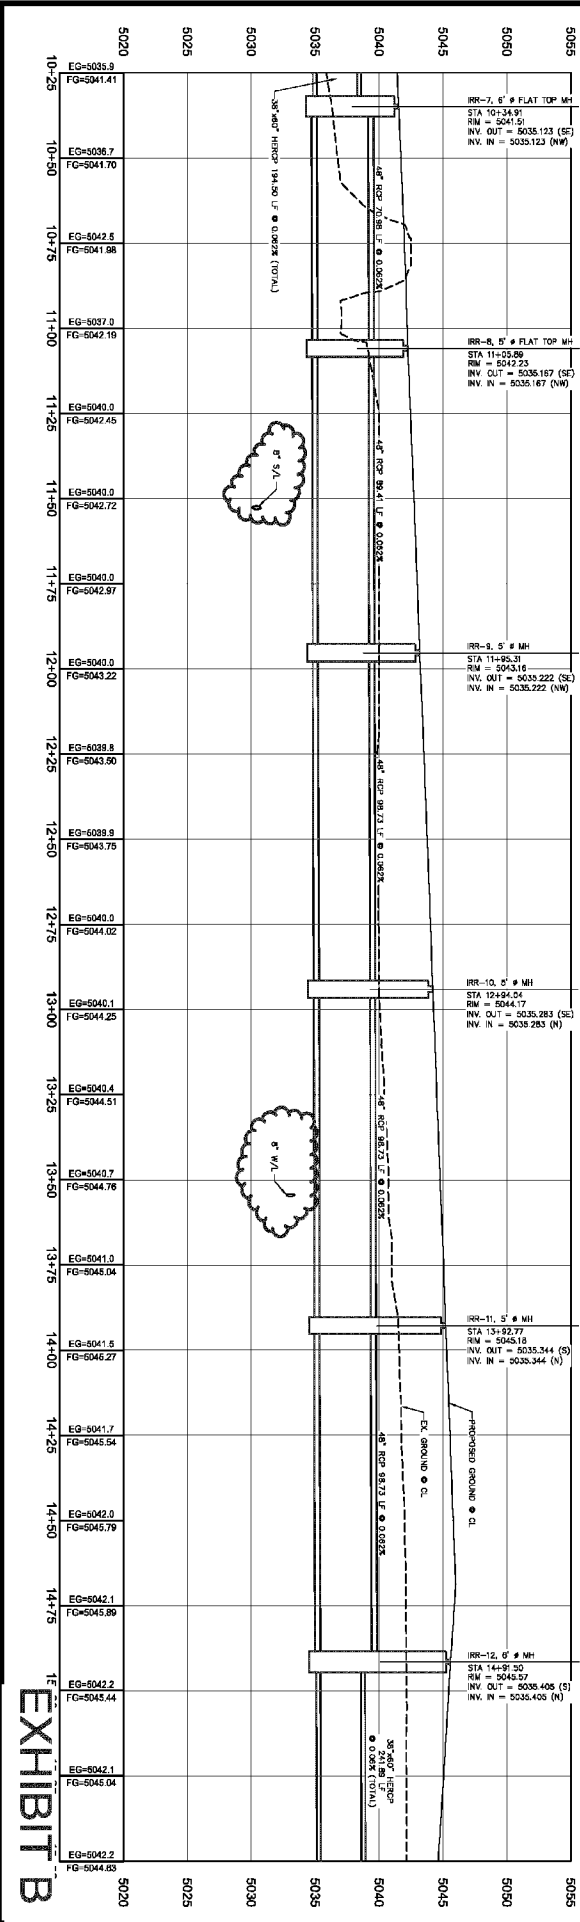 5055
5050
5045
5040
5035
5030
5025
5020
IRR-7, 6' Ø FLAT TOP MH
STA 10+34.91
RIM = 5041.51
INV. OUT = 5035.123 (SE)
INV. IN = 5035.123 (NW)
IRR-8, 5' Ø FLAT TOP MH
STA 11+05.89
RIM = 5042.23
INV. OUT = 5035.167 (SE)
INV. IN = 5035.167 (NW)
IRR-9, 5' Ø MH
STA 11+95.31
RIM = 5043.16
INV. OUT = 5035.222 (SE)
INV. IN = 5035.222 (NW)
IRR-10, 5' Ø MH
STA 12+94.04
RIM = 5044.17
INV. OUT = 5035.283 (SE)
INV. IN = 5035.283 (N)
IRR-11, 5' Ø MH
STA 13+92.77
RIM = 5045.18
INV. OUT = 5035.344 (S)
INV. IN = 5035.344 (N)
IRR-12, 6' Ø MH
STA 14+91.50
RIM = 5045.57
INV. OUT = 5035.405 (S)
INV. IN = 5035.405 (N)
PROPOSED GROUND @ CL
EX. GROUND @ CL
38"x60" HERCP 194.50 LF @ 0.062% (TOTAL)
48" RCP 70.98 LF @ 0.062%
48" RCP 89.41 LF @ 0.062%
48" RCP 98.73 LF @ 0.062%
48" RCP 98.73 LF @ 0.062%
48" RCP 98.73 LF @ 0.062%
38"x60" HERCP
241.89 LF
@ 0.06% (TOTAL)
8" S/L
8" W/L
EG=5035.9
FG=5041.41
10+25
EG=5036.7
FG=5041.70
10+50
EG=5042.5
FG=5041.98
10+75
EG=5037.0
FG=5042.19
11+00
EG=5040.0
FG=5042.45
11+25
EG=5040.0
FG=5042.72
11+50
EG=5040.0
FG=5042.97
11+75
EG=5040.0
FG=5043.22
12+00
EG=5039.8
FG=5043.50
12+25
EG=5039.9
FG=5043.75
12+50
EG=5040.0
FG=5044.02
12+75
EG=5040.1
FG=5044.25
13+00
EG=5040.4
FG=5044.51
13+25
EG=5040.7
FG=5044.76
13+50
EG=5041.0
FG=5045.04
13+75
EG=5041.5
FG=5045.27
14+00
EG=5041.7
FG=5045.54
14+25
EG=5042.0
FG=5045.79
14+50
EG=5042.1
FG=5045.89
14+75
EG=5042.2
FG=5045.44
EG=5042.1
FG=5045.04
EG=5042.2
FG=5044.63
5055
5050
5045
5040
5035
5030
5025
5020
EXHIBIT B